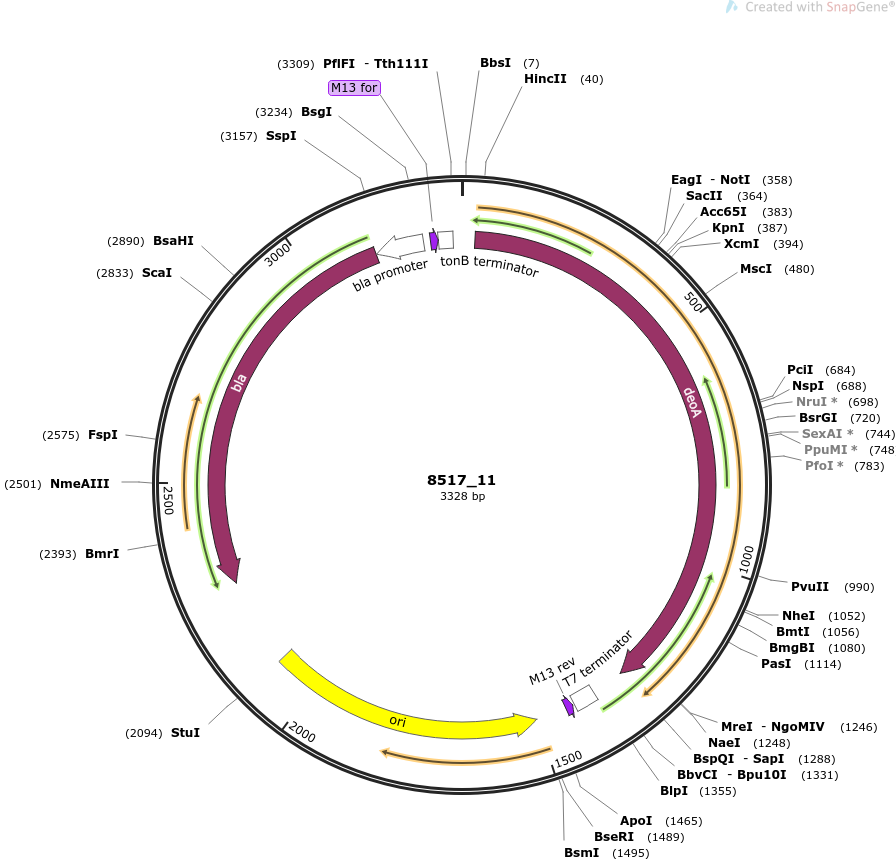 Created with SnapGene®
(3309) PflFI - Tth111I
BbsI (7)
M13 for
HincII (40)
(3234) BsgI
(3157) SspI
EagI - NotI (358)
SacII (364)
Acc65I (383)
KpnI (387)
XcmI (394)
MscI (480)
(2890) BsaHI
(2833) ScaI
3000
bla promoter
tonB terminator
500
PciI (684)
NspI (688)
NruI * (698)
BsrGI (720)
SexAI * (744)
PpuMI * (748
PfoI * (783)
bla
deoA
(2575) FspI
(2501) NmeAIII
2500
8517_11
3328 bp
(2393) BmrI
1000
PvuII (990)
NheI (1052)
BmtI (1056)
BmgBI (1080)
PasI (1114)
M13 rev
T7 terminator
ori
(2094) StuI
2000
1500
MreI - NgoMIV (1246)
NaeI (1248)
BspQI - SapI (1288)
BbvCI - Bpu10I (1331)
BlpI (1355)
ApoI (1465)
BseRI (1489)
BsmI (1495)